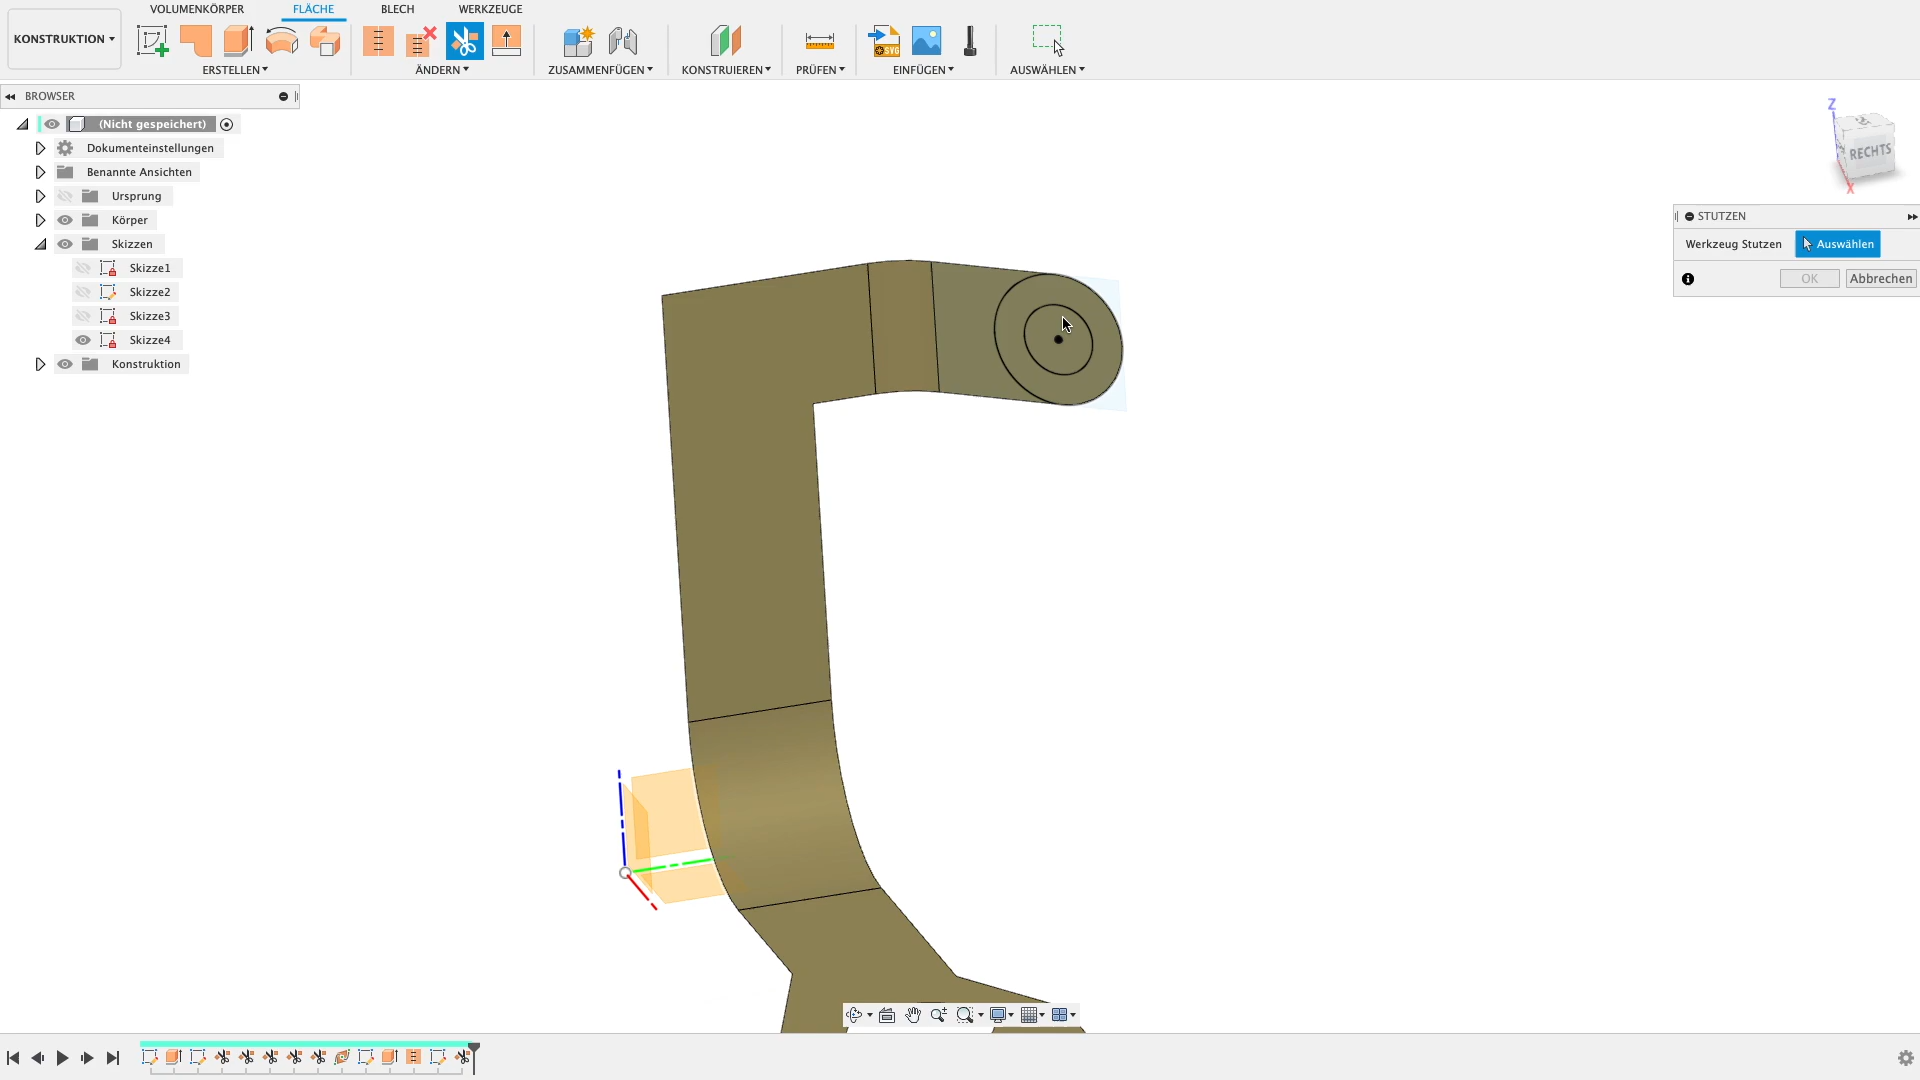 VOLUMENKÖRPER FLÄCHE BLECH WERKZEUGE
KONSTRUKTION
ERSTELLEN ÄNDERN ZUSAMMENFÜGEN KONSTRUIEREN PRÜFEN EINFÜGEN AUSWÄHLEN
SVG
BROWSER
(Nicht gespeichert)
Dokumenteinstellungen
Benannte Ansichten
Ursprung
Körper
Skizzen
Skizze1
Skizze2
Skizze3
Skizze4
Konstruktion
Z
RECHTS
X
STUTZEN
Werkzeug Stutzen Auswählen
OK Abbrechen